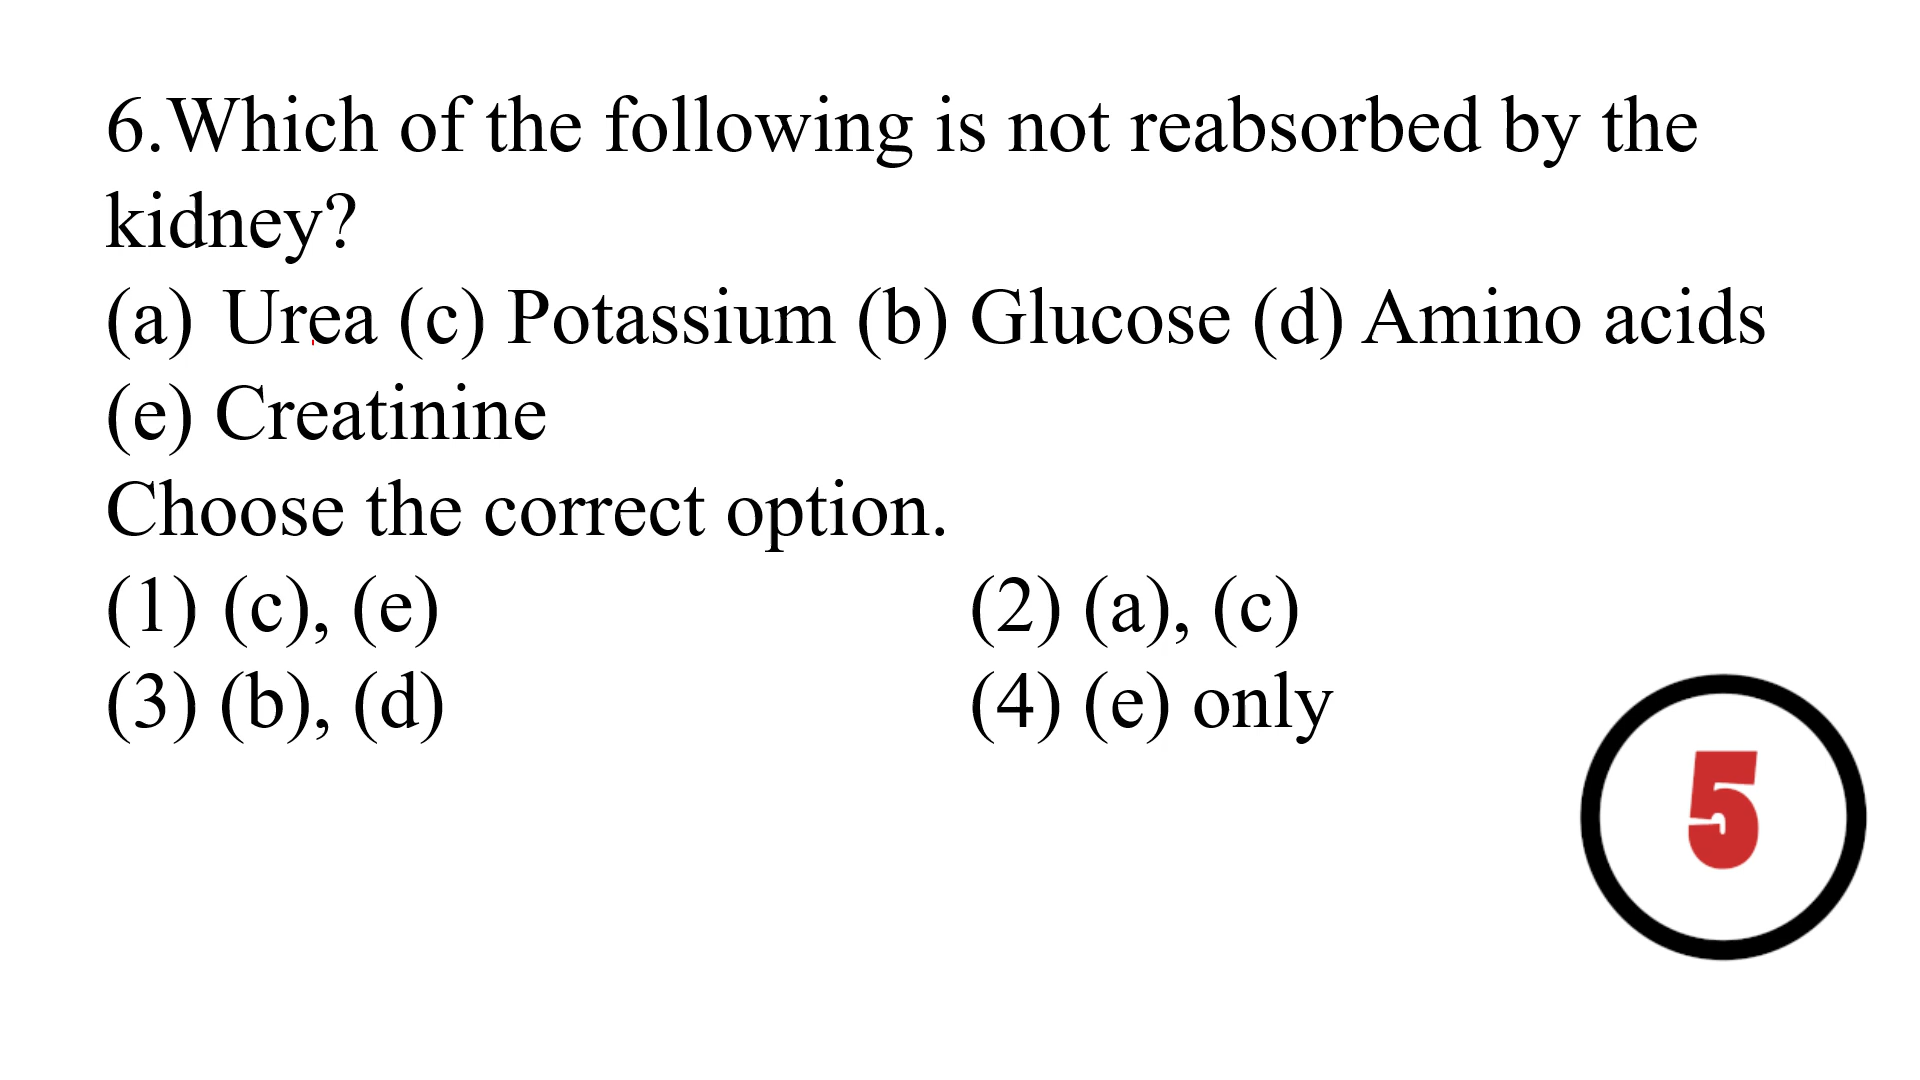 6.Which of the following is not reabsorbed by the
kidney?
(a) Urea (c) Potassium (b) Glucose (d) Amino acids
(e) Creatinine
Choose the correct option.
(1) (c), (e) (2) (a), (c)
(3) (b), (d) (4) (e) only
5